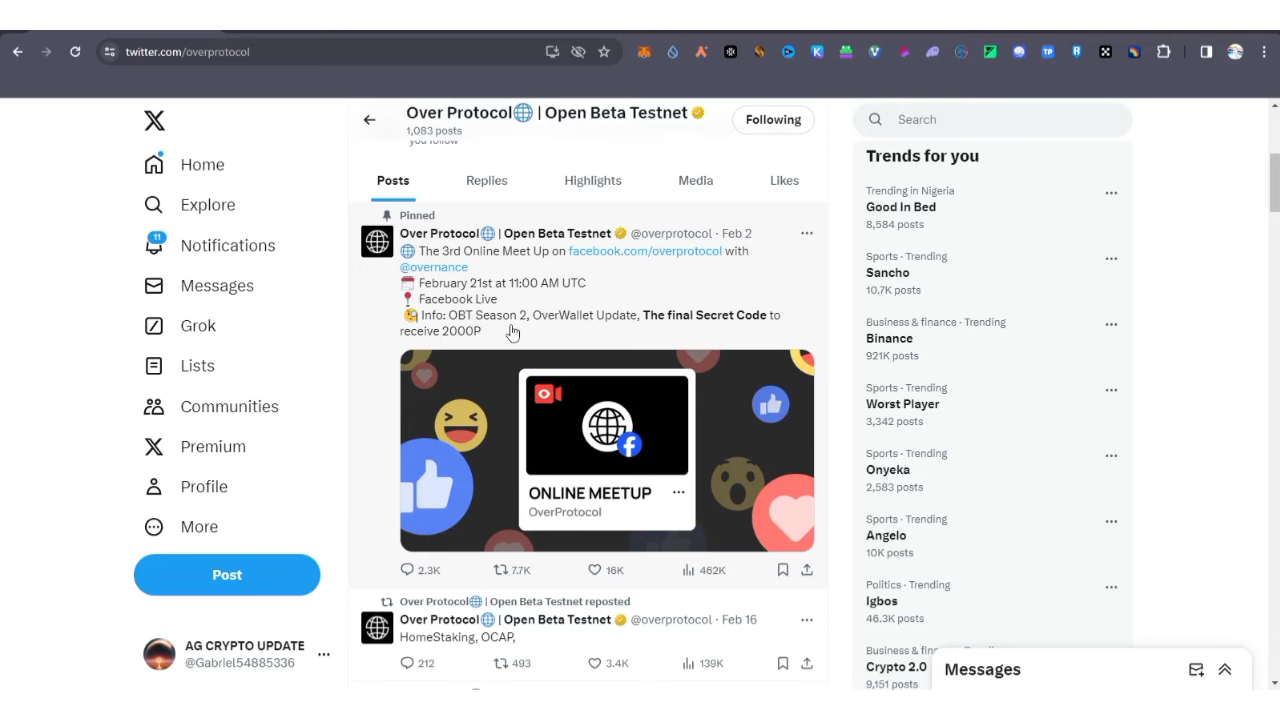 twitter.com/overprotocol
Over Protocol🌐 | Open Beta Testnet
1,083 posts
Following
you follow
Search
Home
Explore
11
Notifications
Messages
Grok
Lists
Communities
Premium
Profile
More
Post
AG CRYPTO UPDATE
@Gabriel54885336
Posts
Replies
Highlights
Media
Likes
Pinned
Over Protocol🌐 | Open Beta Testnet @overprotocol · Feb 2
🌐 The 3rd Online Meet Up on facebook.com/overprotocol with
@overnance
🗓️ February 21st at 11:00 AM UTC
📍 Facebook Live
🧐 Info: OBT Season 2, OverWallet Update, The final Secret Code to
receive 2000P
ONLINE MEETUP
OverProtocol
2.3K
7.7K
16K
462K
Over Protocol🌐 | Open Beta Testnet reposted
Over Protocol🌐 | Open Beta Testnet @overprotocol · Feb 16
HomeStaking, OCAP,
212
493
3.4K
139K
Trends for you
Trending in Nigeria
Good In Bed
8,584 posts
Sports · Trending
Sancho
10.7K posts
Business & finance · Trending
Binance
921K posts
Sports · Trending
Worst Player
3,342 posts
Sports · Trending
Onyeka
2,583 posts
Sports · Trending
Angelo
10K posts
Politics · Trending
Igbos
46.3K posts
Crypto 2.0
9,151 posts
Messages